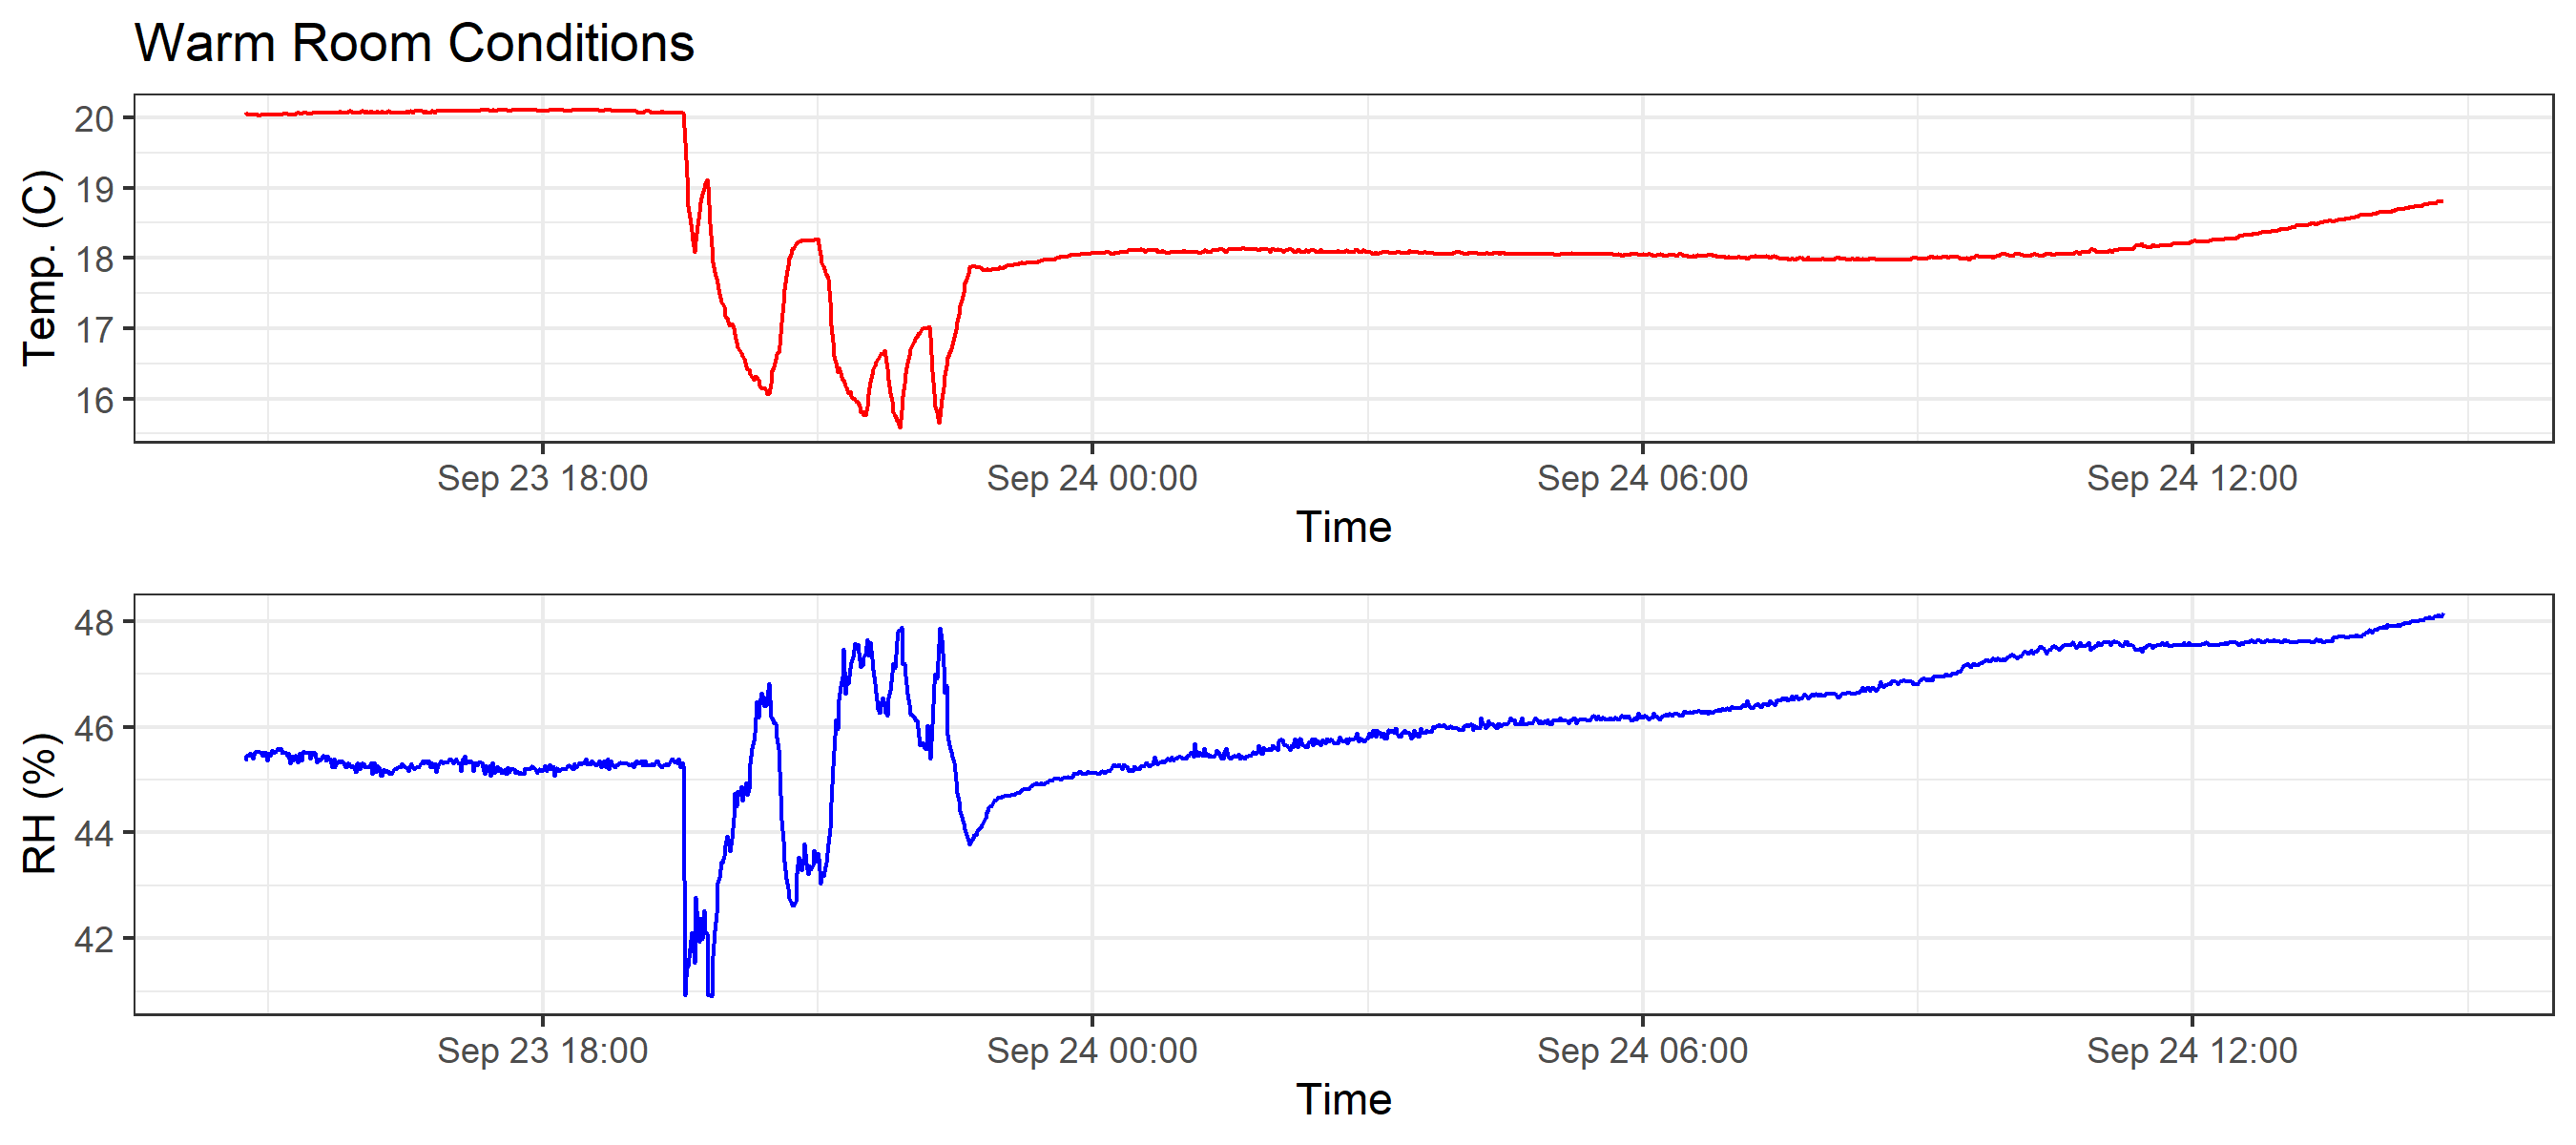 Warm Room Conditions
Temp. (C)
20
19
18
17
16
Sep 23 18:00 Sep 24 00:00 Sep 24 06:00 Sep 24 12:00
Time
RH (%)
48
46
44
42
Sep 23 18:00 Sep 24 00:00 Sep 24 06:00 Sep 24 12:00
Time